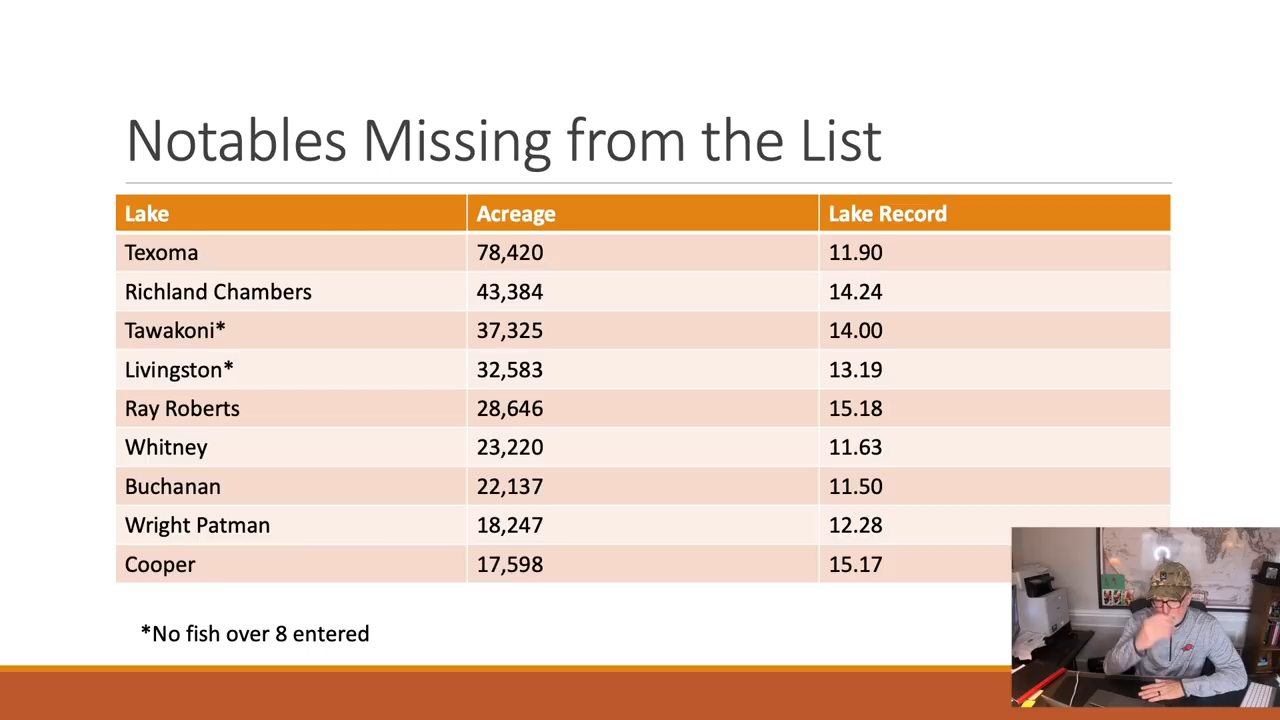 Notables Missing from the List
Lake Acreage Lake Record
Texoma 78,420 11.90
Richland Chambers 43,384 14.24
Tawakoni* 37,325 14.00
Livingston* 32,583 13.19
Ray Roberts 28,646 15.18
Whitney 23,220 11.63
Buchanan 22,137 11.50
Wright Patman 18,247 12.28
Cooper 17,598 15.17
*No fish over 8 entered